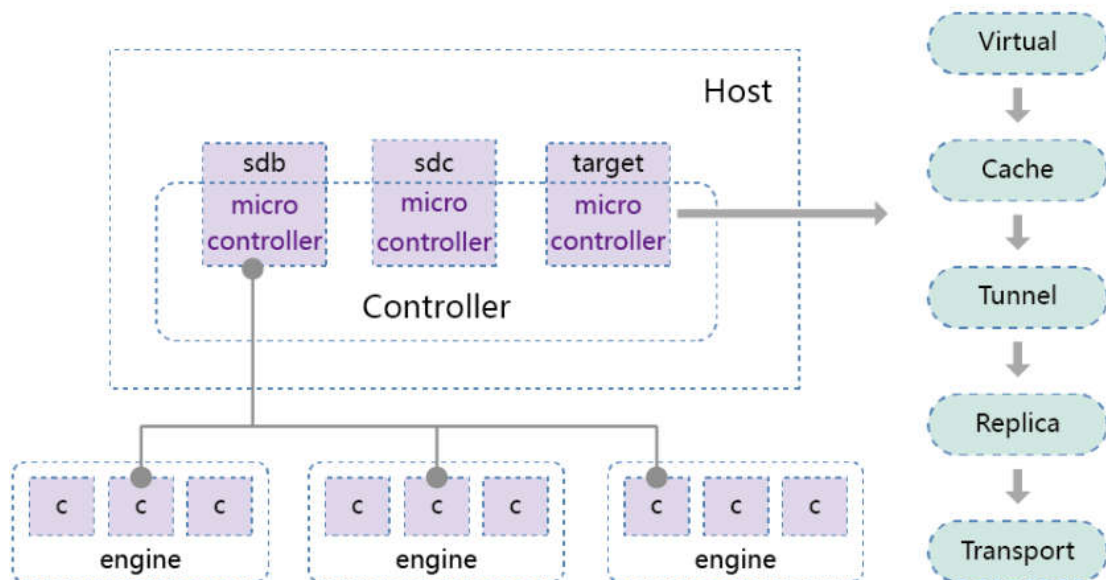 Host
sdb
micro
controller
sdc
micro
controller
target
micro
controller
Controller
c c c
engine
c c c
engine
c c c
engine
Virtual
Cache
Tunnel
Replica
Transport